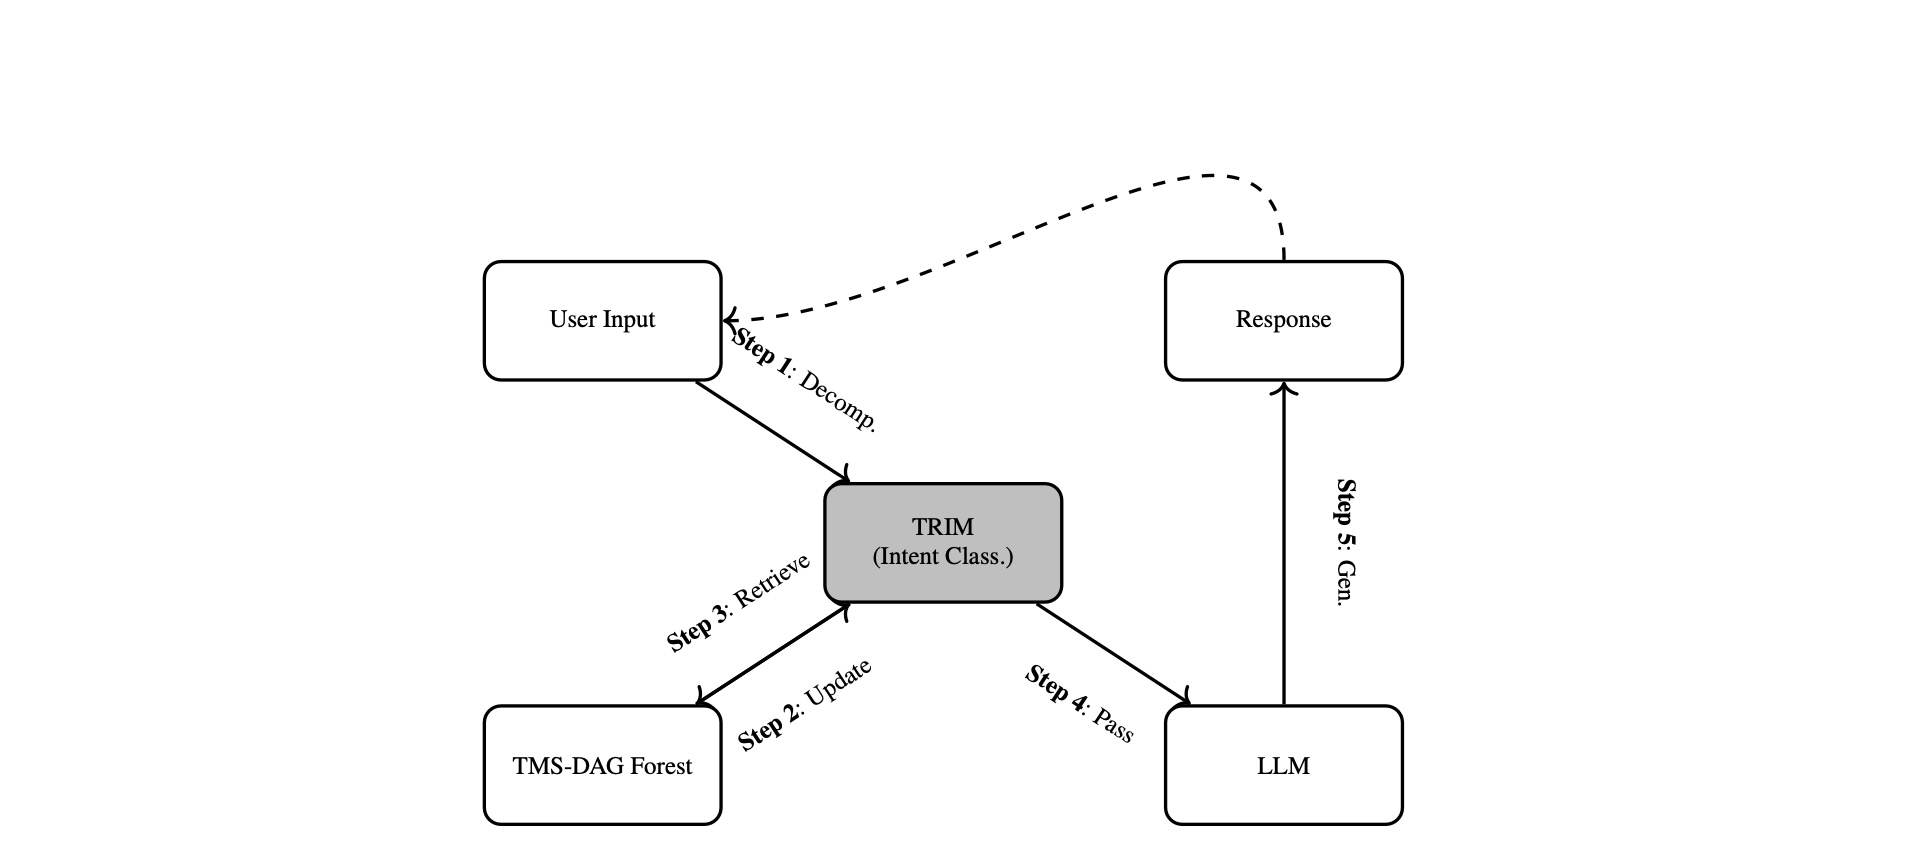 User Input
Response
Step 1: Decomp.
TRIM
(Intent Class.)
Step 5: Gen.
Step 3: Retrieve
Step 2: Update
Step 4: Pass
TMS-DAG Forest
LLM